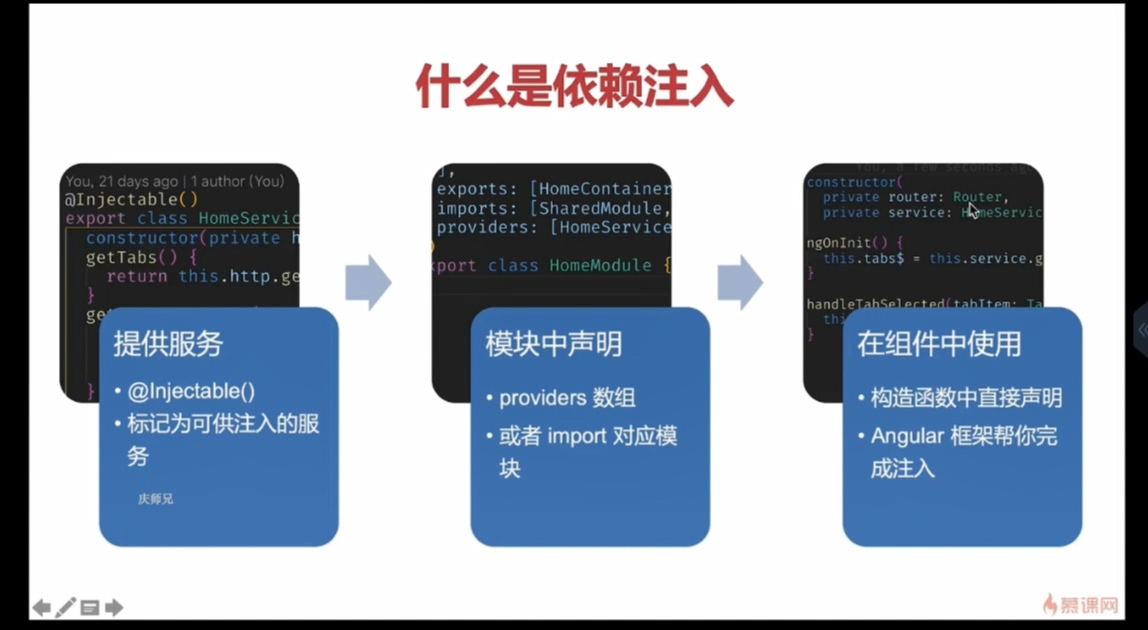 什么是依赖注入
You, 21 days ago | 1 author (You)
@Injectable()
export class HomeServic
constructor(private h
getTabs() {
return this.http.ge
}
ge
}
提供服务
• @Injectable()
• 标记为可供注入的服
务
庆师兄
],
exports: [HomeContainer
imports: [SharedModule,
providers: [HomeService
)
port class HomeModule {
模块中声明
• providers 数组
• 或者 import 对应模
块
You, a few seconds ago
constructor(
private router: Router,
private service: HomeServic
ngOnInit() {
this.tabs$ = this.service.g
}
handleTabSelected(tabItem: Ta
thi
}
在组件中使用
• 构造函数中直接声明
• Angular 框架帮你完
成注入
慕课网